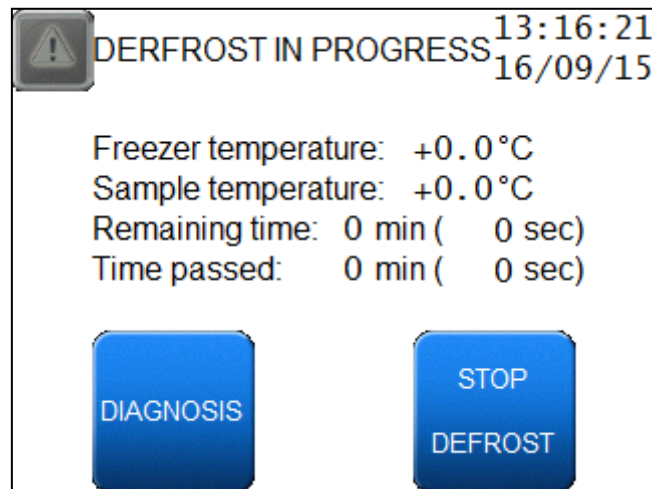 DERFROST IN PROGRESS
13:16:21
16/09/15
Freezer temperature: +0.0°C
Sample temperature: +0.0°C
Remaining time: 0 min ( 0 sec)
Time passed: 0 min ( 0 sec)
DIAGNOSIS
STOP
DEFROST